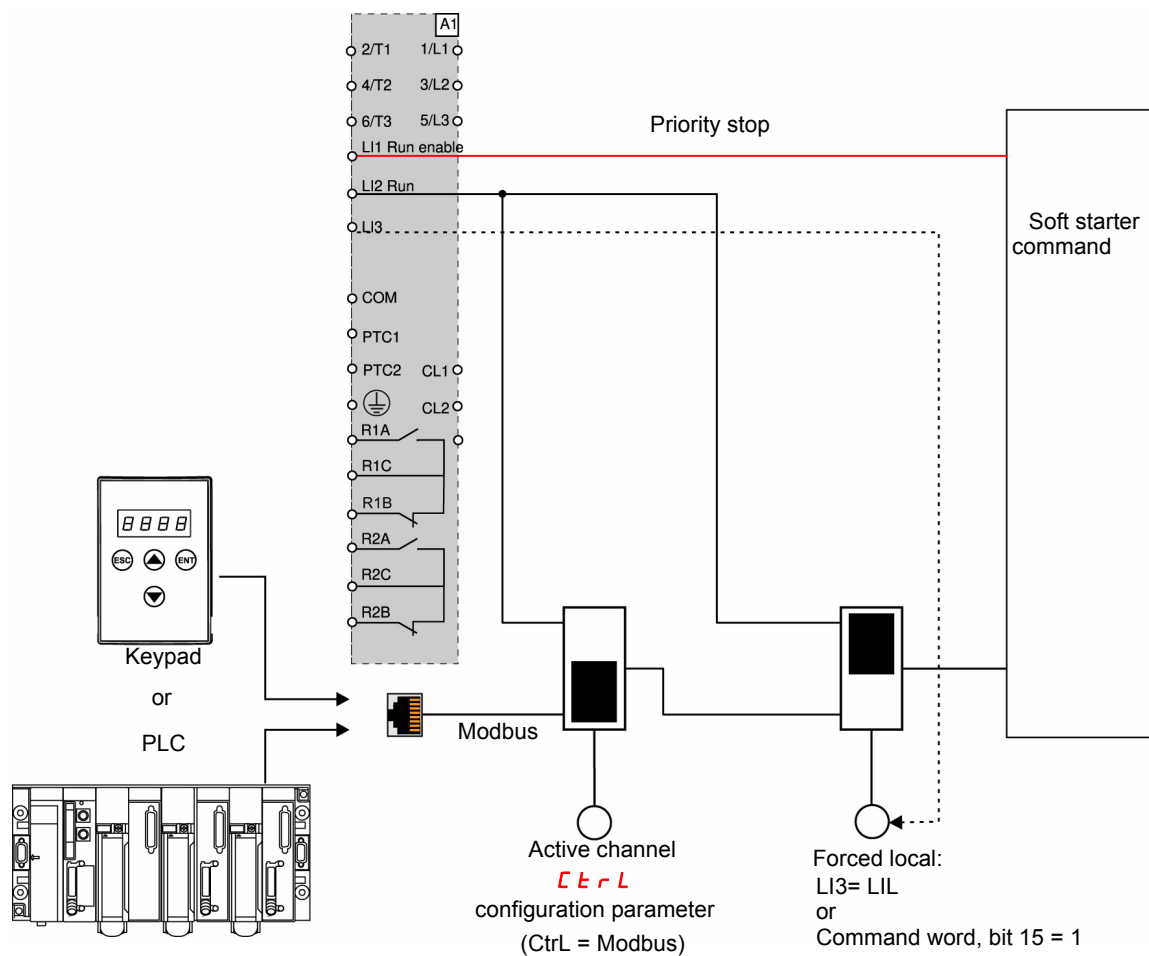 A1
2/T1 1/L1
4/T2 3/L2
6/T3 5/L3
Priority stop
LI1 Run enable
LI2 Run
LI3
Soft starter
command
COM
PTC1
PTC2 CL1
CL2
R1A
R1C
R1B
R2A
R2C
R2B
8888
ESC ENT
Keypad
or
PLC
Modbus
Active channel
CtrL
configuration parameter
(CtrL = Modbus)
Forced local:
LI3= LIL
or
Command word, bit 15 = 1